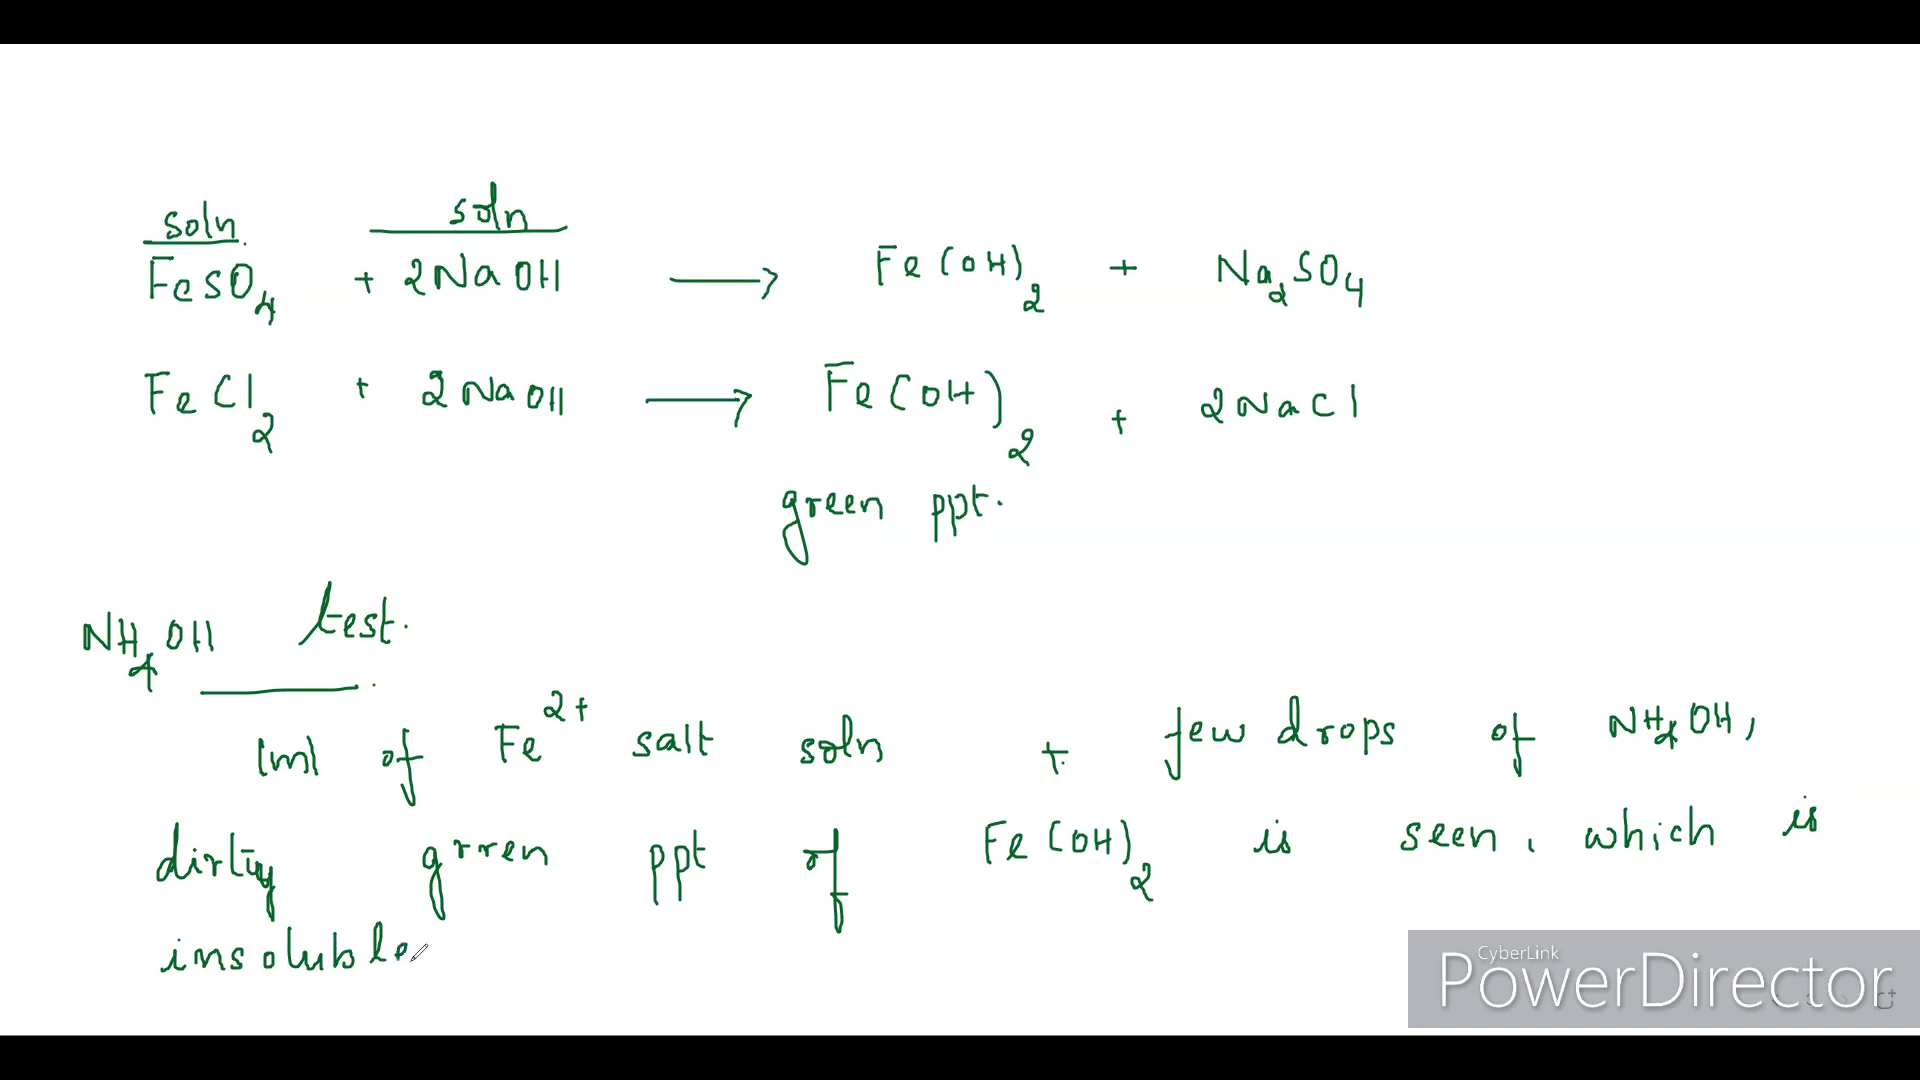 soln soln
FeSO₄ + 2NaOH ⟶ Fe(OH)₂ + Na₂SO₄
FeCl₂ + 2NaOH ⟶ Fe(OH)₂ + 2NaCl
green ppt.
NH₄OH test.
1ml of Fe²⁺ salt soln + few drops of NH₄OH,
dirty grren ppt of Fe(OH)₂ is seen, which is
insoluble
CyberLink
PowerDirector